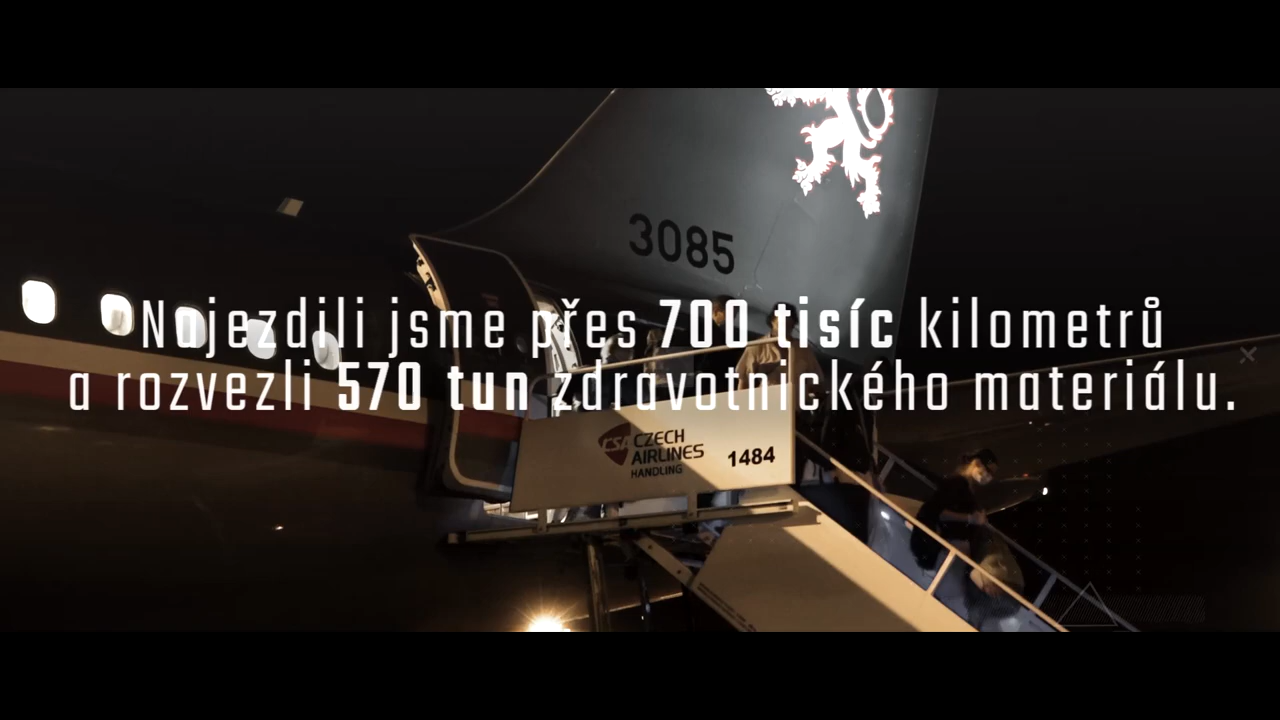 3085
Najezdili jsme přes 700 tisíc kilometrů
a rozvezli 570 tun zdravotnického materiálu.
CSA CZECH
AIRLINES
HANDLING
1484